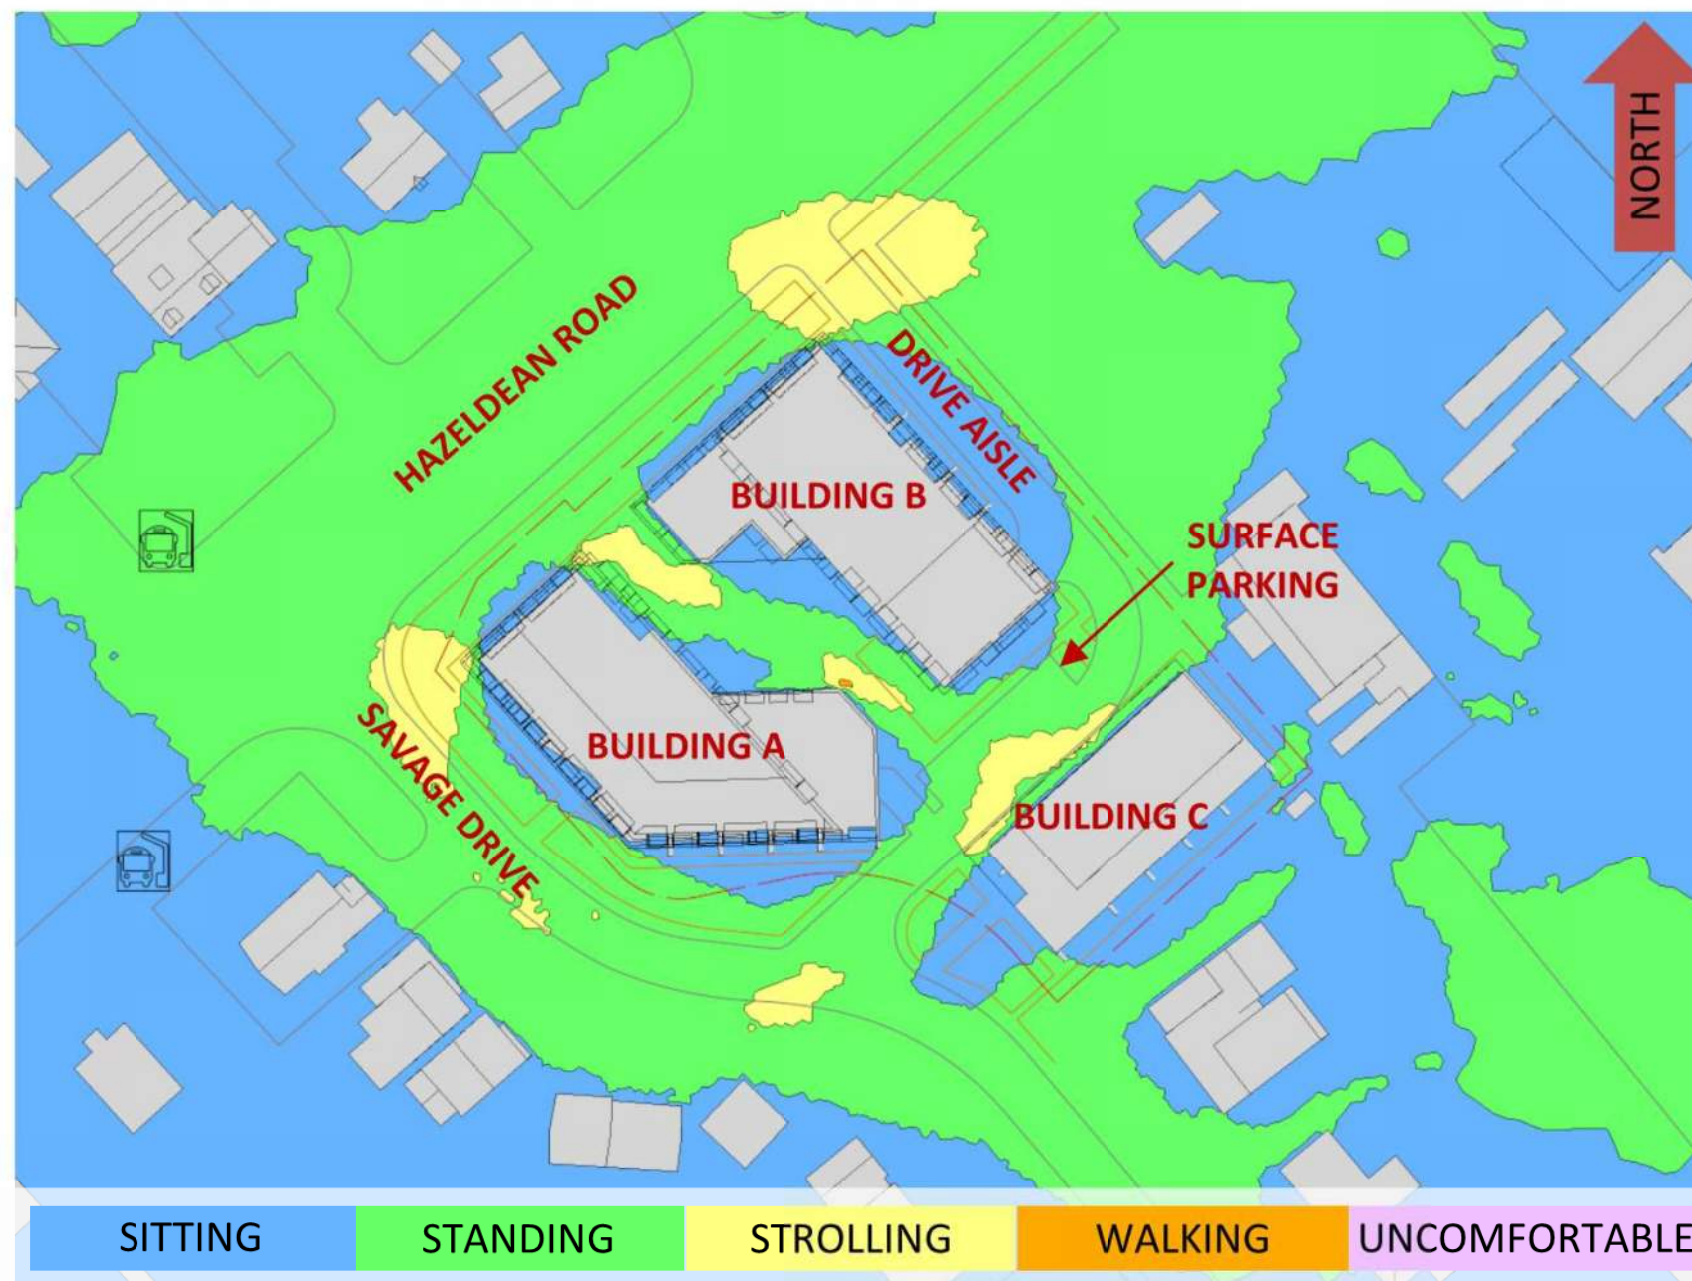 NORTH
HAZELDEAN ROAD
DRIVE AISLE
BUILDING B
SURFACE
PARKING
SAVAGE DRIVE
BUILDING A
BUILDING C
SITTING
STANDING
STROLLING
WALKING
UNCOMFORTABLE